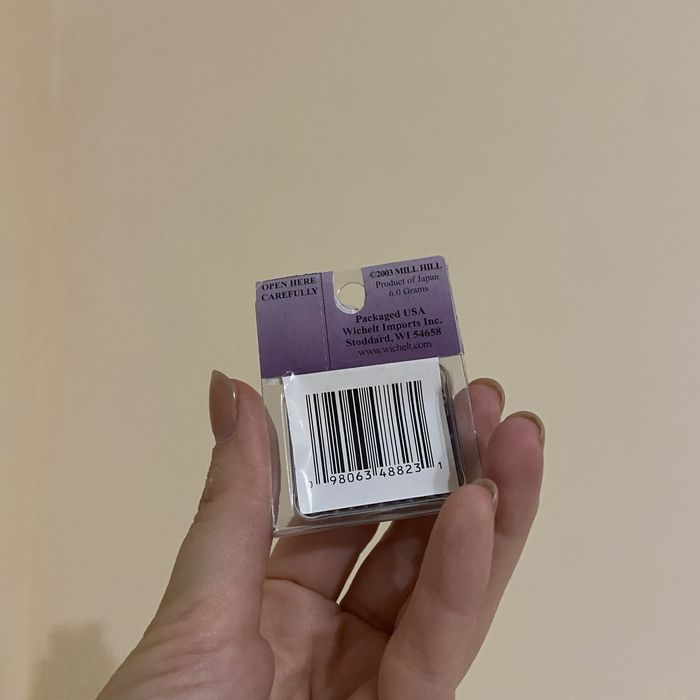 OPEN HERE
CAREFULLY
©2003 MILL HILL
Product of Japan
6.0 Grams
Packaged USA
Wichelt Imports Inc.
Stoddard, WI 54658
www.wichelt.com
0 98063 48823 1